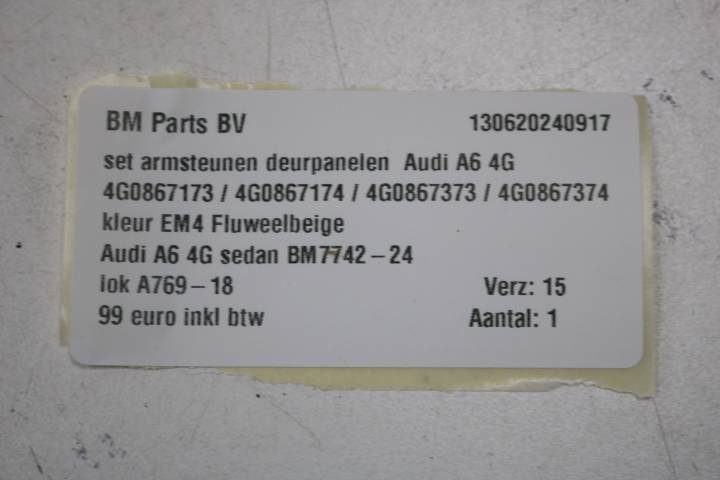 BM Parts BV 130620240917
set armsteunen deurpanelen Audi A6 4G
4G0867173 / 4G0867174 / 4G0867373 / 4G0867374
kleur EM4 Fluweelbeige
Audi A6 4G sedan BM7742-24
lok A769-18 Verz: 15
99 euro inkl btw Aantal: 1